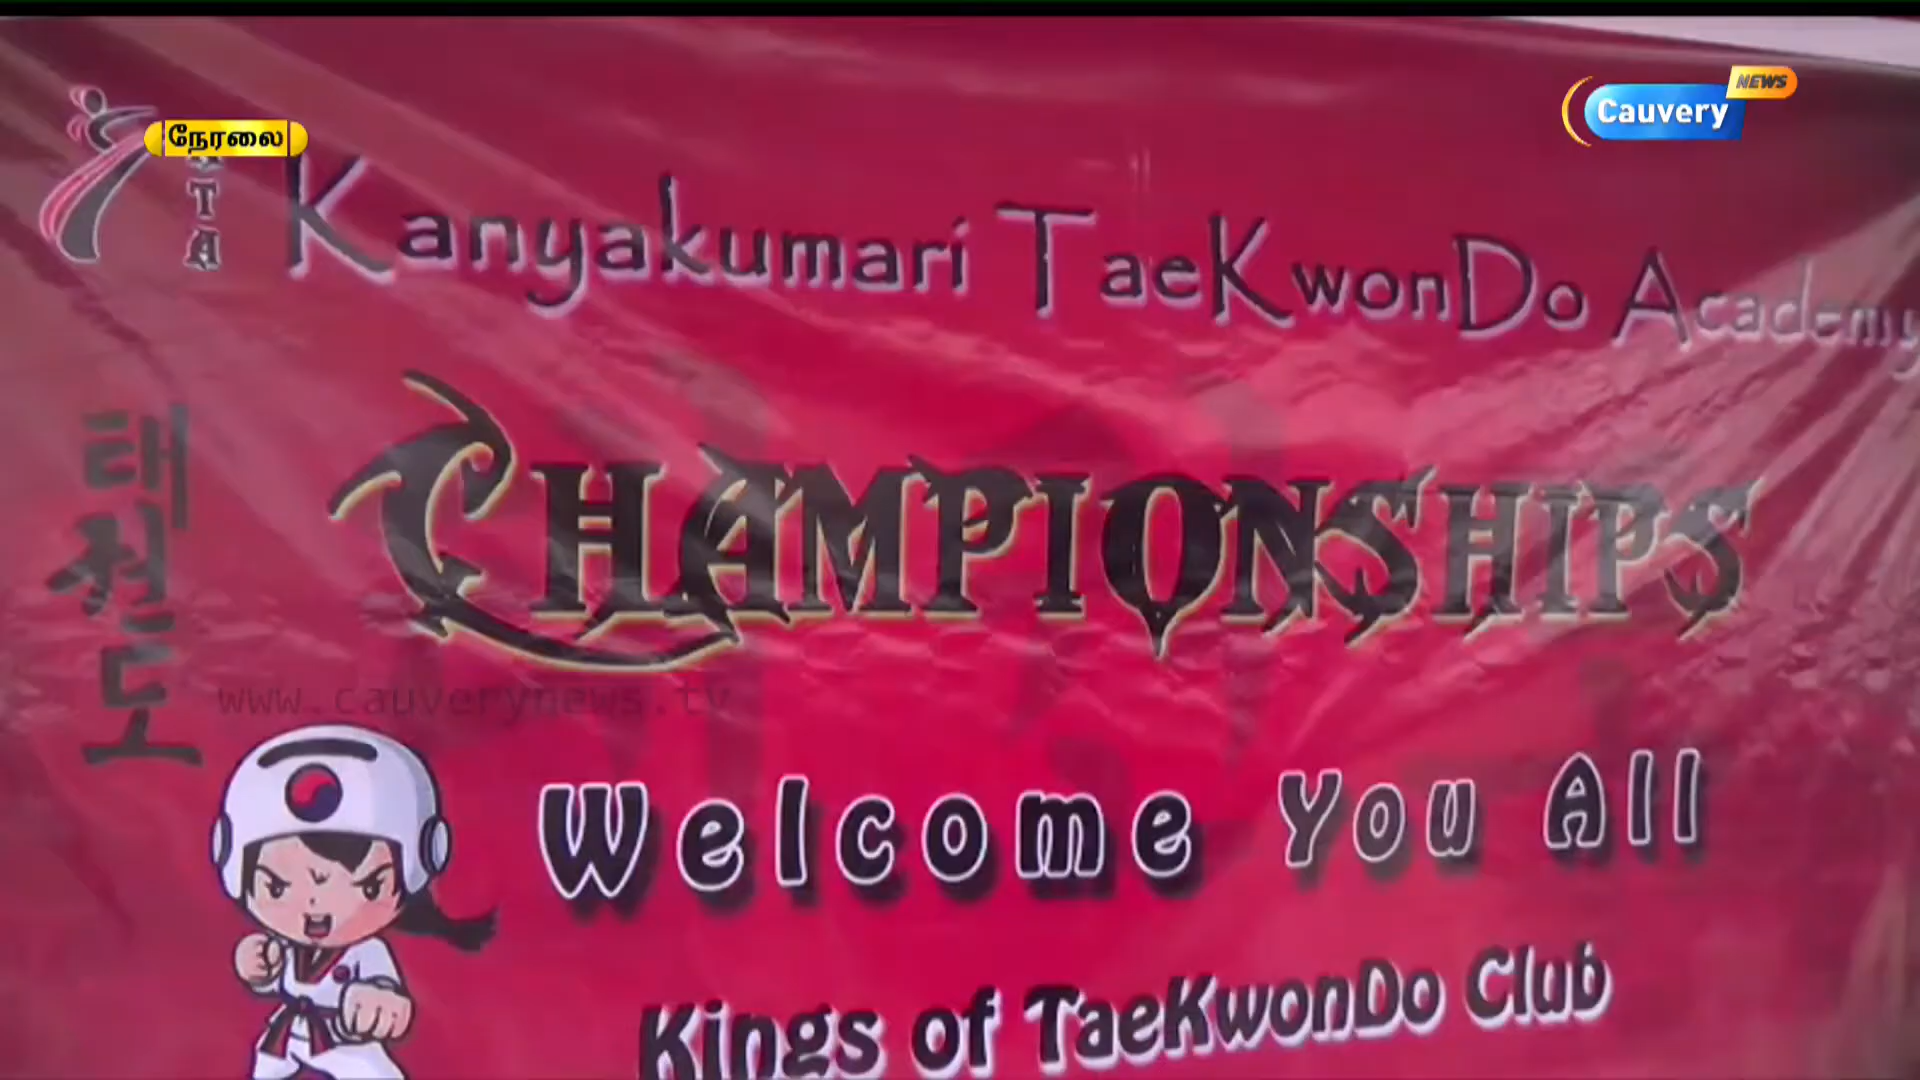 நேரலை
Cauvery NEWS
TA
Kanyakumari TaeKwonDo Academy
CHAMPIONSHIPS
태권도
www.cauverynews.tv
Welcome You All
Kings of TaeKwonDo Club